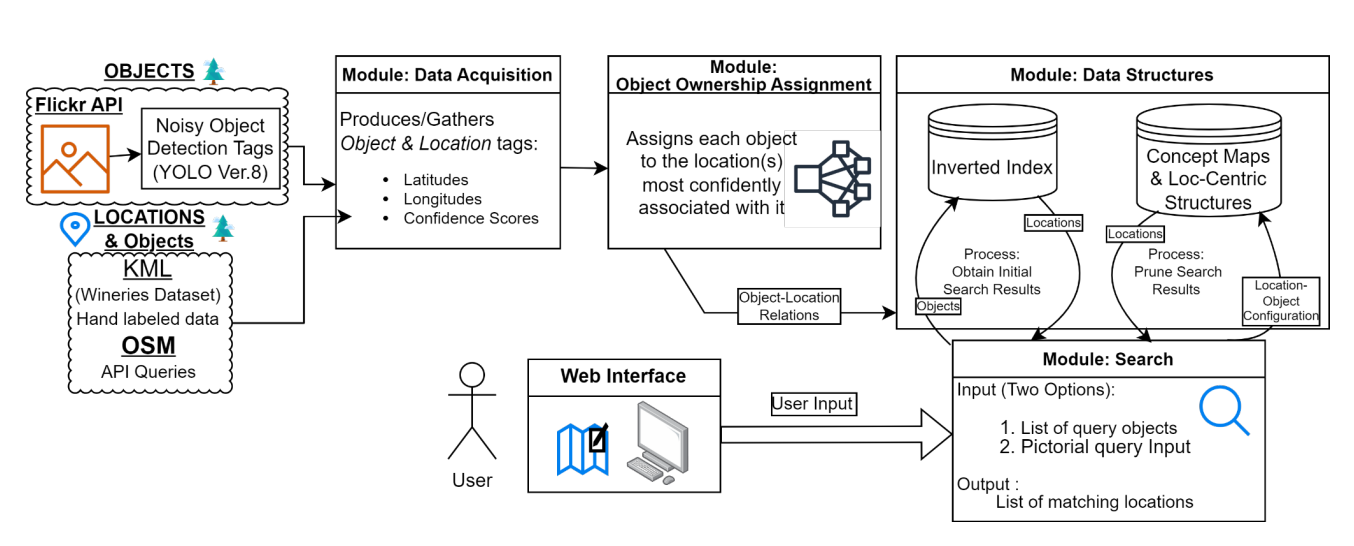 OBJECTS
Flickr API
Noisy Object
Detection Tags
(YOLO Ver.8)
LOCATIONS
& Objects
KML
(Wineries Dataset)
Hand labeled data
OSM
API Queries
Module: Data Acquisition
Produces/Gathers
Object & Location tags:
• Latitudes
• Longitudes
• Confidence Scores
Module:
Object Ownership Assignment
Assigns each object
to the location(s)
most confidently
associated with it
Object-Location
Relations
Module: Data Structures
Inverted Index
Concept Maps
& Loc-Centric
Structures
Locations
Process:
Obtain Initial
Search Results
Objects
Locations
Process:
Prune Search
Results
Location-
Object
Configuration
User
Web Interface
User Input
Module: Search
Input (Two Options):
1. List of query objects
2. Pictorial query Input
Output :
List of matching locations